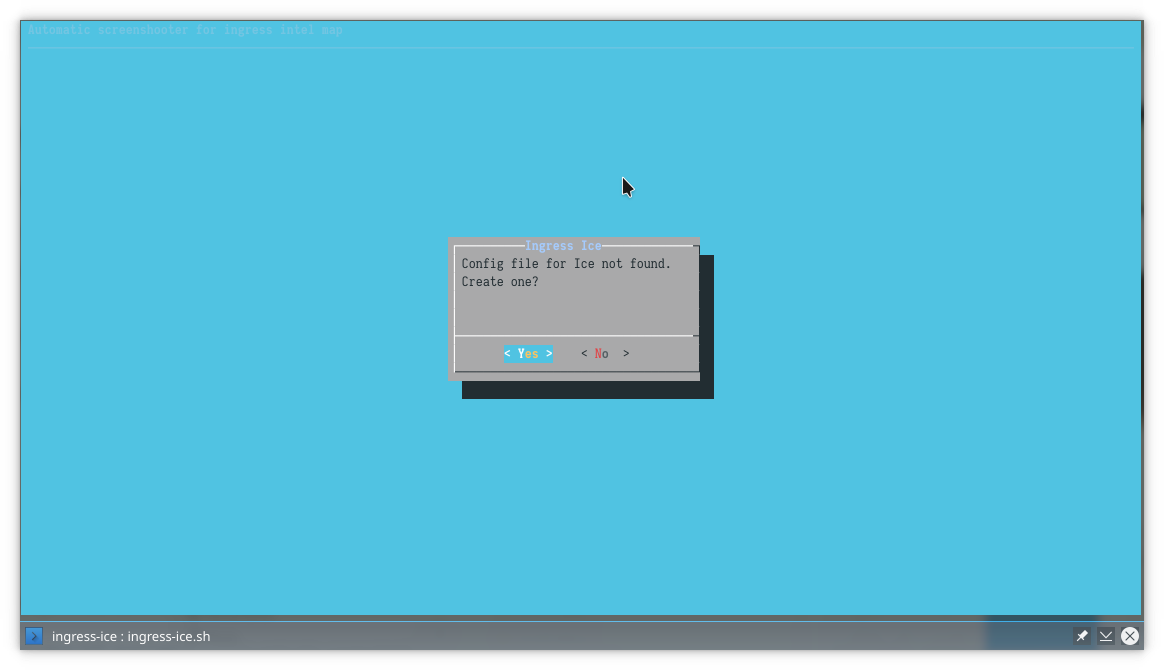 Automatic screenshooter for ingress intel map
Ingress Ice
Config file for Ice not found.
Create one?
< Yes > < No >
ingress-ice : ingress-ice.sh